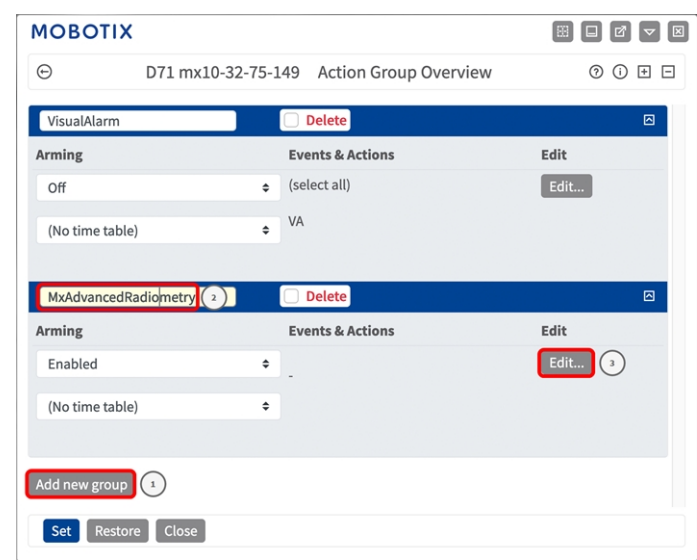 MOBOTIX
D71 mx10-32-75-149 Action Group Overview
VisualAlarm Delete
Arming Events & Actions Edit
Off (select all) Edit...
(No time table) VA
MxAdvancedRadiometry 2 Delete
Arming Events & Actions Edit
Enabled - Edit... 3
(No time table)
Add new group 1
Set Restore Close